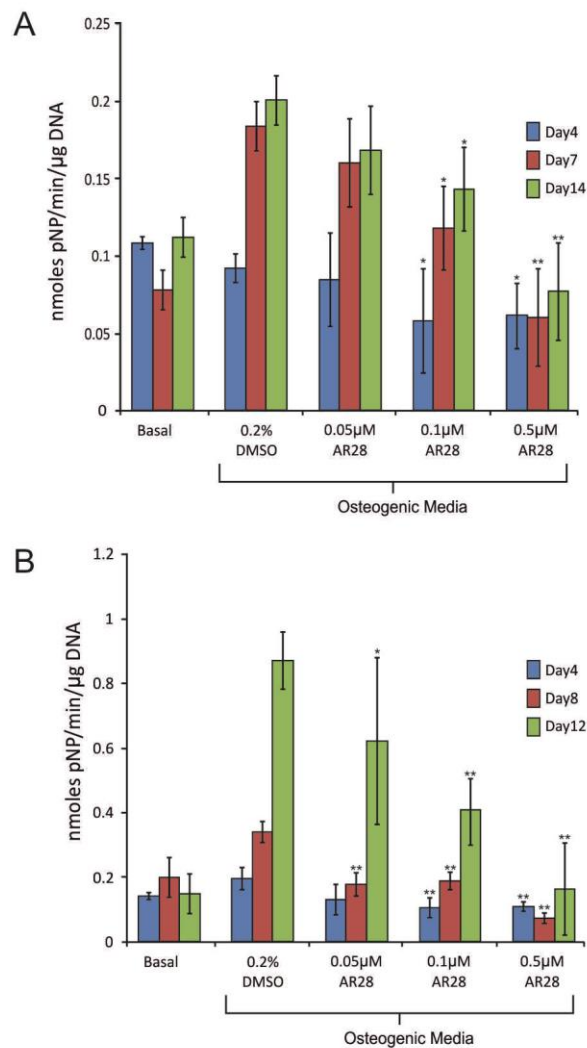 A
nmoles pNP/min/µg DNA
0.25
0.2
0.15
0.1
0.05
0
Day4
Day7
Day14
* * * * ** **
Basal 0.2% 0.05µM 0.1µM 0.5µM
DMSO AR28 AR28 AR28
Osteogenic Media
B
nmoles pNP/min/µg DNA
1.2
1
0.8
0.6
0.4
0.2
0
Day4
Day8
Day12
** * ** ** ** ** ** **
Basal 0.2% 0.05µM 0.1µM 0.5µM
DMSO AR28 AR28 AR28
Osteogenic Media